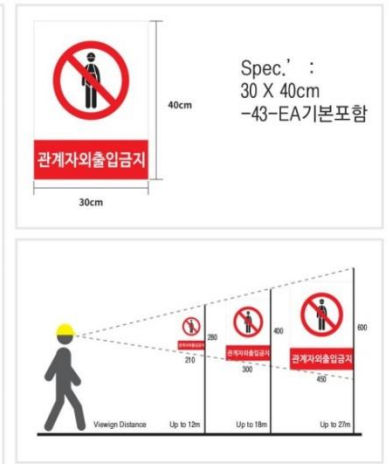 40cm
관계자외출입금지
30cm
Spec.' :
30 X 40cm
-43-EA기본포함
관계자외출입금지
210
280
관계자외출입금지
300
400
관계자외출입금지
450
600
Viewign Distance
Up to 12m
Up to 18m
Up to 27m